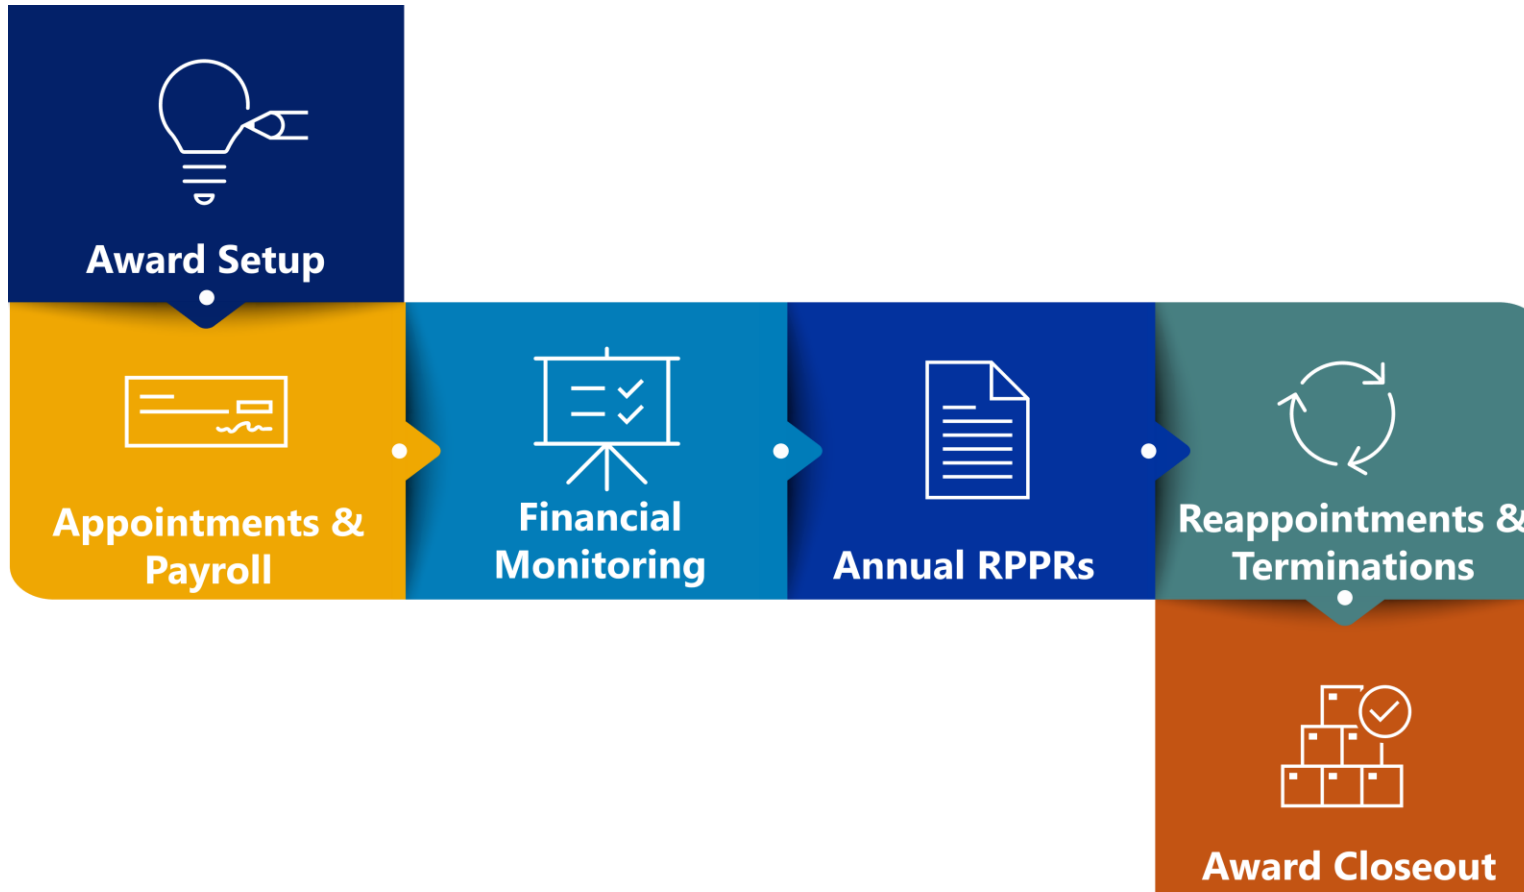 Award Setup
Appointments &
Payroll
Financial
Monitoring
Annual RPPRs
Reappointments &
Terminations
Award Closeout